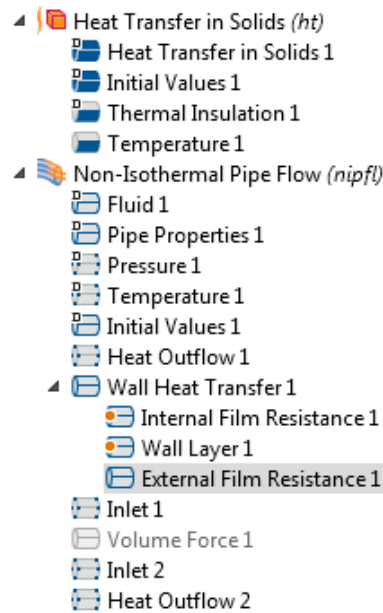 Heat Transfer in Solids (ht)
Heat Transfer in Solids 1
Initial Values 1
Thermal Insulation 1
Temperature 1
Non-Isothermal Pipe Flow (nipfl)
Fluid 1
Pipe Properties 1
Pressure 1
Temperature 1
Initial Values 1
Heat Outflow 1
Wall Heat Transfer 1
Internal Film Resistance 1
Wall Layer 1
External Film Resistance 1
Inlet 1
Volume Force 1
Inlet 2
Heat Outflow 2